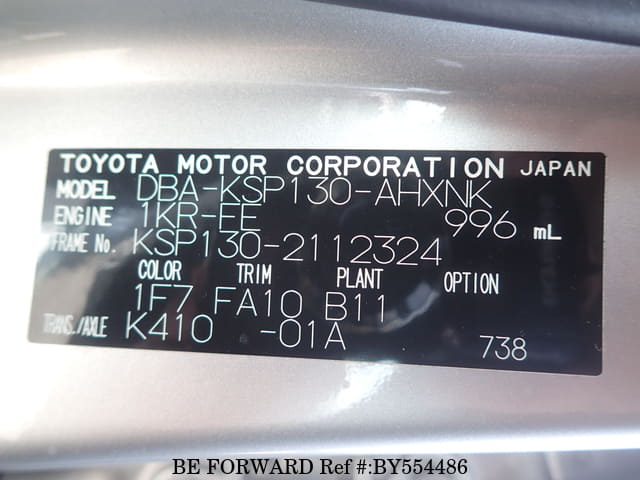 TOYOTA MOTOR CORPORATION JAPAN
MODEL DBA-KSP130-AHXNK
ENGINE 1KR-FE 996 mL
FRAME No. KSP130-2112324
COLOR TRIM PLANT OPTION
1F7 FA10 B11
TRANS./AXLE K410 -01A 738
BE FORWARD Ref #:BY554486